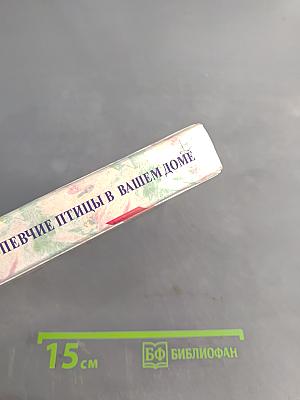 ПЕВЧИЕ ПТИЦЫ В ВАШЕМ ДОМЕ
15 СМ
БФ БИБЛИОФАН